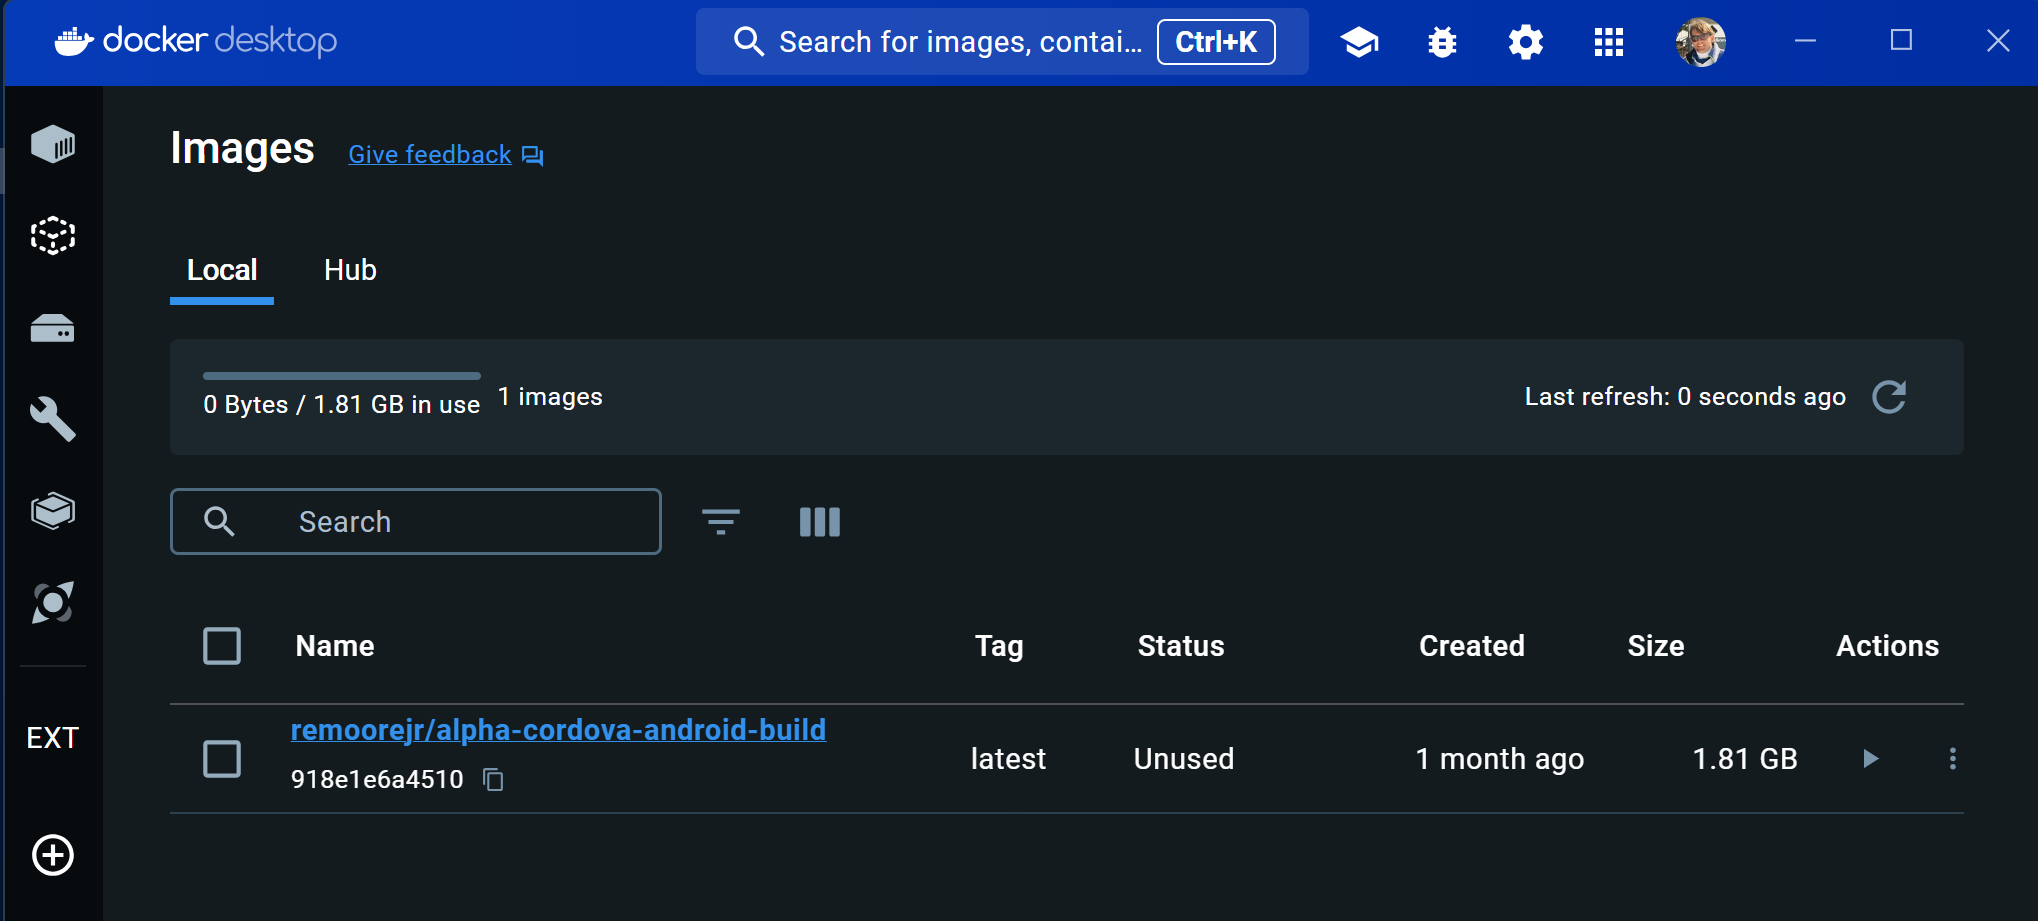 docker desktop
Search for images, contai... Ctrl+K
Images Give feedback
Local Hub
0 Bytes / 1.81 GB in use 1 images Last refresh: 0 seconds ago
Search
Name Tag Status Created Size Actions
remoorejr/alpha-cordova-android-build
918e1e6a4510 latest Unused 1 month ago 1.81 GB
EXT